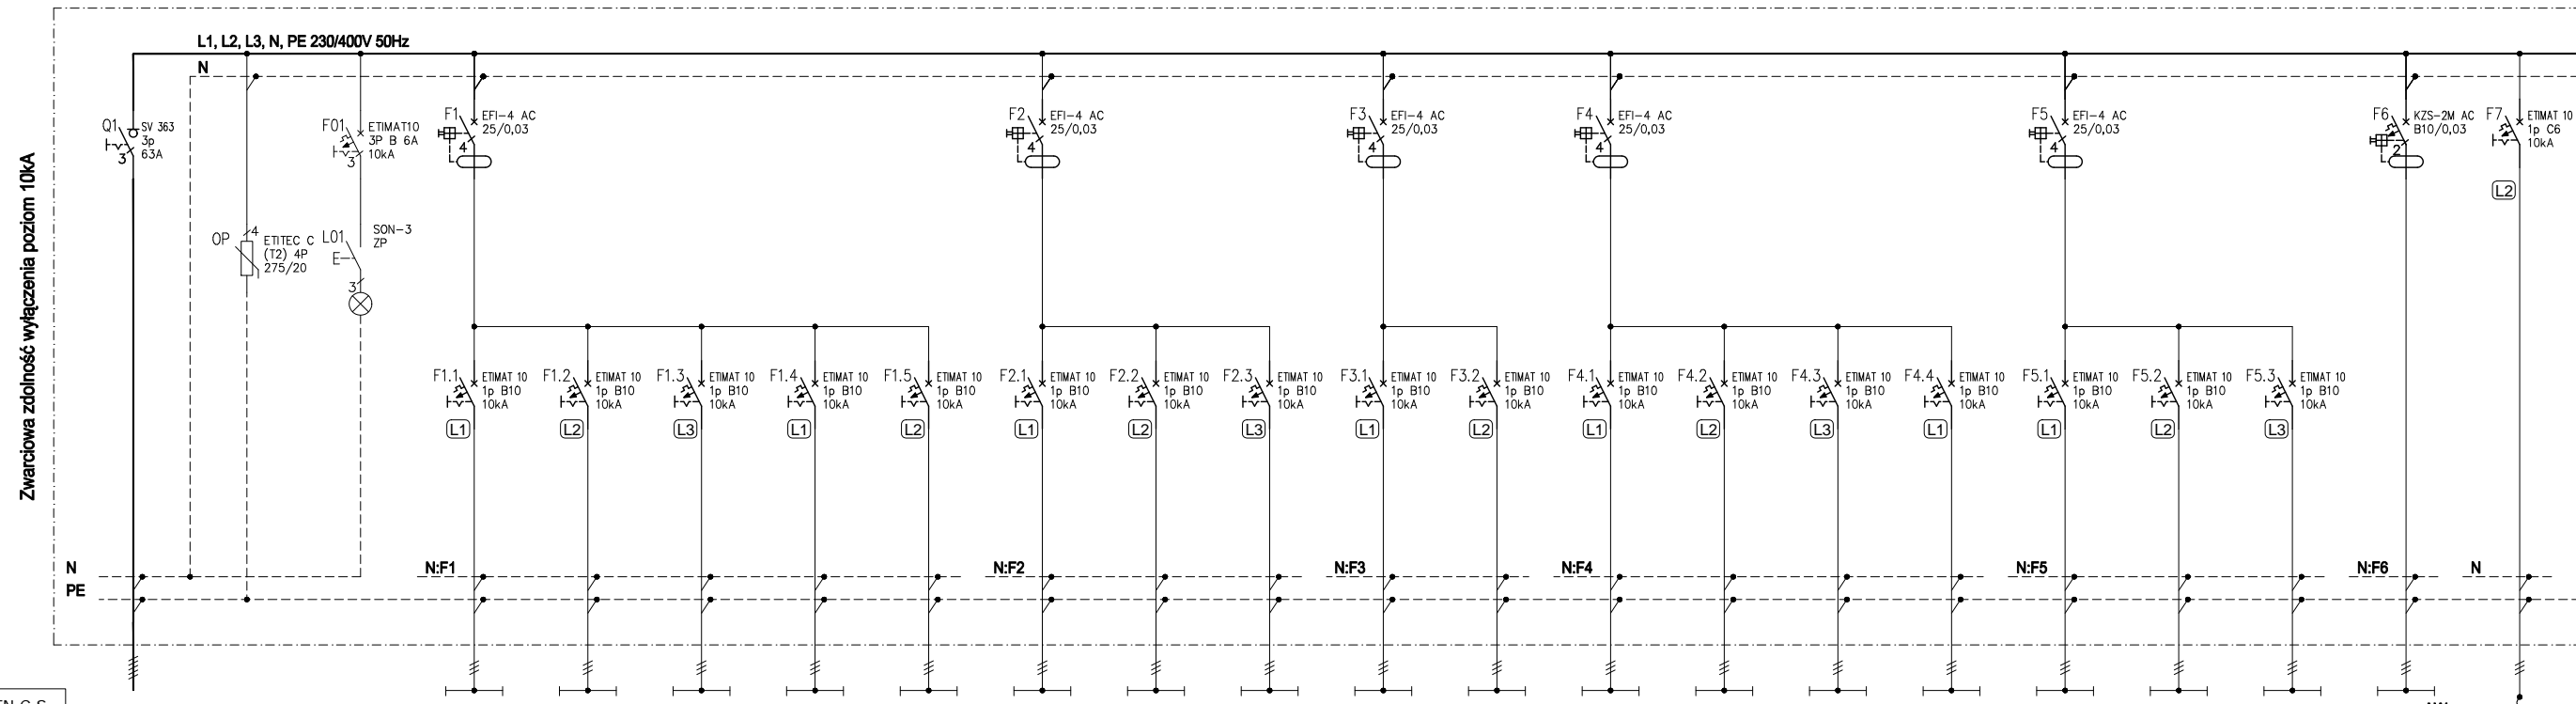 L1, L2, L3, N, PE 230/400V 50Hz
N
Zwarciowa zdolność wyłączenia poziom 10kA
Q1
SV 363
3p
63A
3
F01
ETIMAT10
3P B 6A
10kA
3
OP
4
ETITEC C
(T2) 4P
275/20
L01
SON-3
ZP
E
3
F1
EFI-4 AC
25/0,03
4
F2
EFI-4 AC
25/0,03
4
F3
EFI-4 AC
25/0,03
4
F4
EFI-4 AC
25/0,03
4
F5
EFI-4 AC
25/0,03
4
F6
KZS-2M AC
B10/0,03
2
F7
ETIMAT 10
1p C6
10kA
L2
F1.1
ETIMAT 10
1p B10
10kA
L1
F1.2
ETIMAT 10
1p B10
10kA
L2
F1.3
ETIMAT 10
1p B10
10kA
L3
F1.4
ETIMAT 10
1p B10
10kA
L1
F1.5
ETIMAT 10
1p B10
10kA
L2
F2.1
ETIMAT 10
1p B10
10kA
L1
F2.2
ETIMAT 10
1p B10
10kA
L2
F2.3
ETIMAT 10
1p B10
10kA
L3
F3.1
ETIMAT 10
1p B10
10kA
L1
F3.2
ETIMAT 10
1p B10
10kA
L2
F4.1
ETIMAT 10
1p B10
10kA
L1
F4.2
ETIMAT 10
1p B10
10kA
L2
F4.3
ETIMAT 10
1p B10
10kA
L3
F4.4
ETIMAT 10
1p B10
10kA
L1
F5.1
ETIMAT 10
1p B10
10kA
L1
F5.2
ETIMAT 10
1p B10
10kA
L2
F5.3
ETIMAT 10
1p B10
10kA
L3
N
PE
N:F1
N:F2
N:F3
N:F4
N:F5
N:F6
N